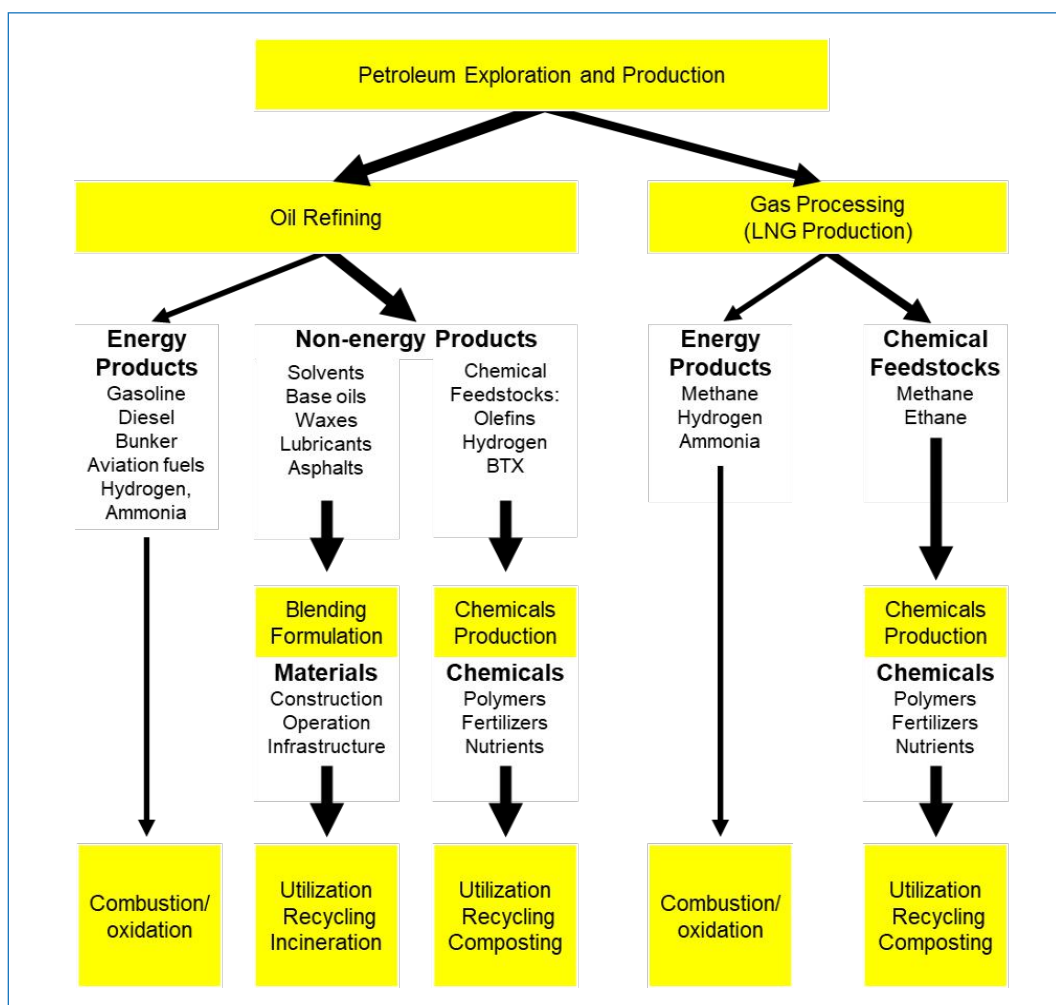 Petroleum Exploration and Production
Oil Refining
Gas Processing
(LNG Production)
Energy
Products
Gasoline
Diesel
Bunker
Aviation fuels
Hydrogen,
Ammonia
Non-energy Products
Solvents
Base oils
Waxes
Lubricants
Asphalts
Chemical
Feedstocks:
Olefins
Hydrogen
BTX
Energy
Products
Methane
Hydrogen
Ammonia
Chemical
Feedstocks
Methane
Ethane
Blending
Formulation
Materials
Construction
Operation
Infrastructure
Chemicals
Production
Chemicals
Polymers
Fertilizers
Nutrients
Chemicals
Production
Chemicals
Polymers
Fertilizers
Nutrients
Combustion/
oxidation
Utilization
Recycling
Incineration
Utilization
Recycling
Composting
Combustion/
oxidation
Utilization
Recycling
Composting